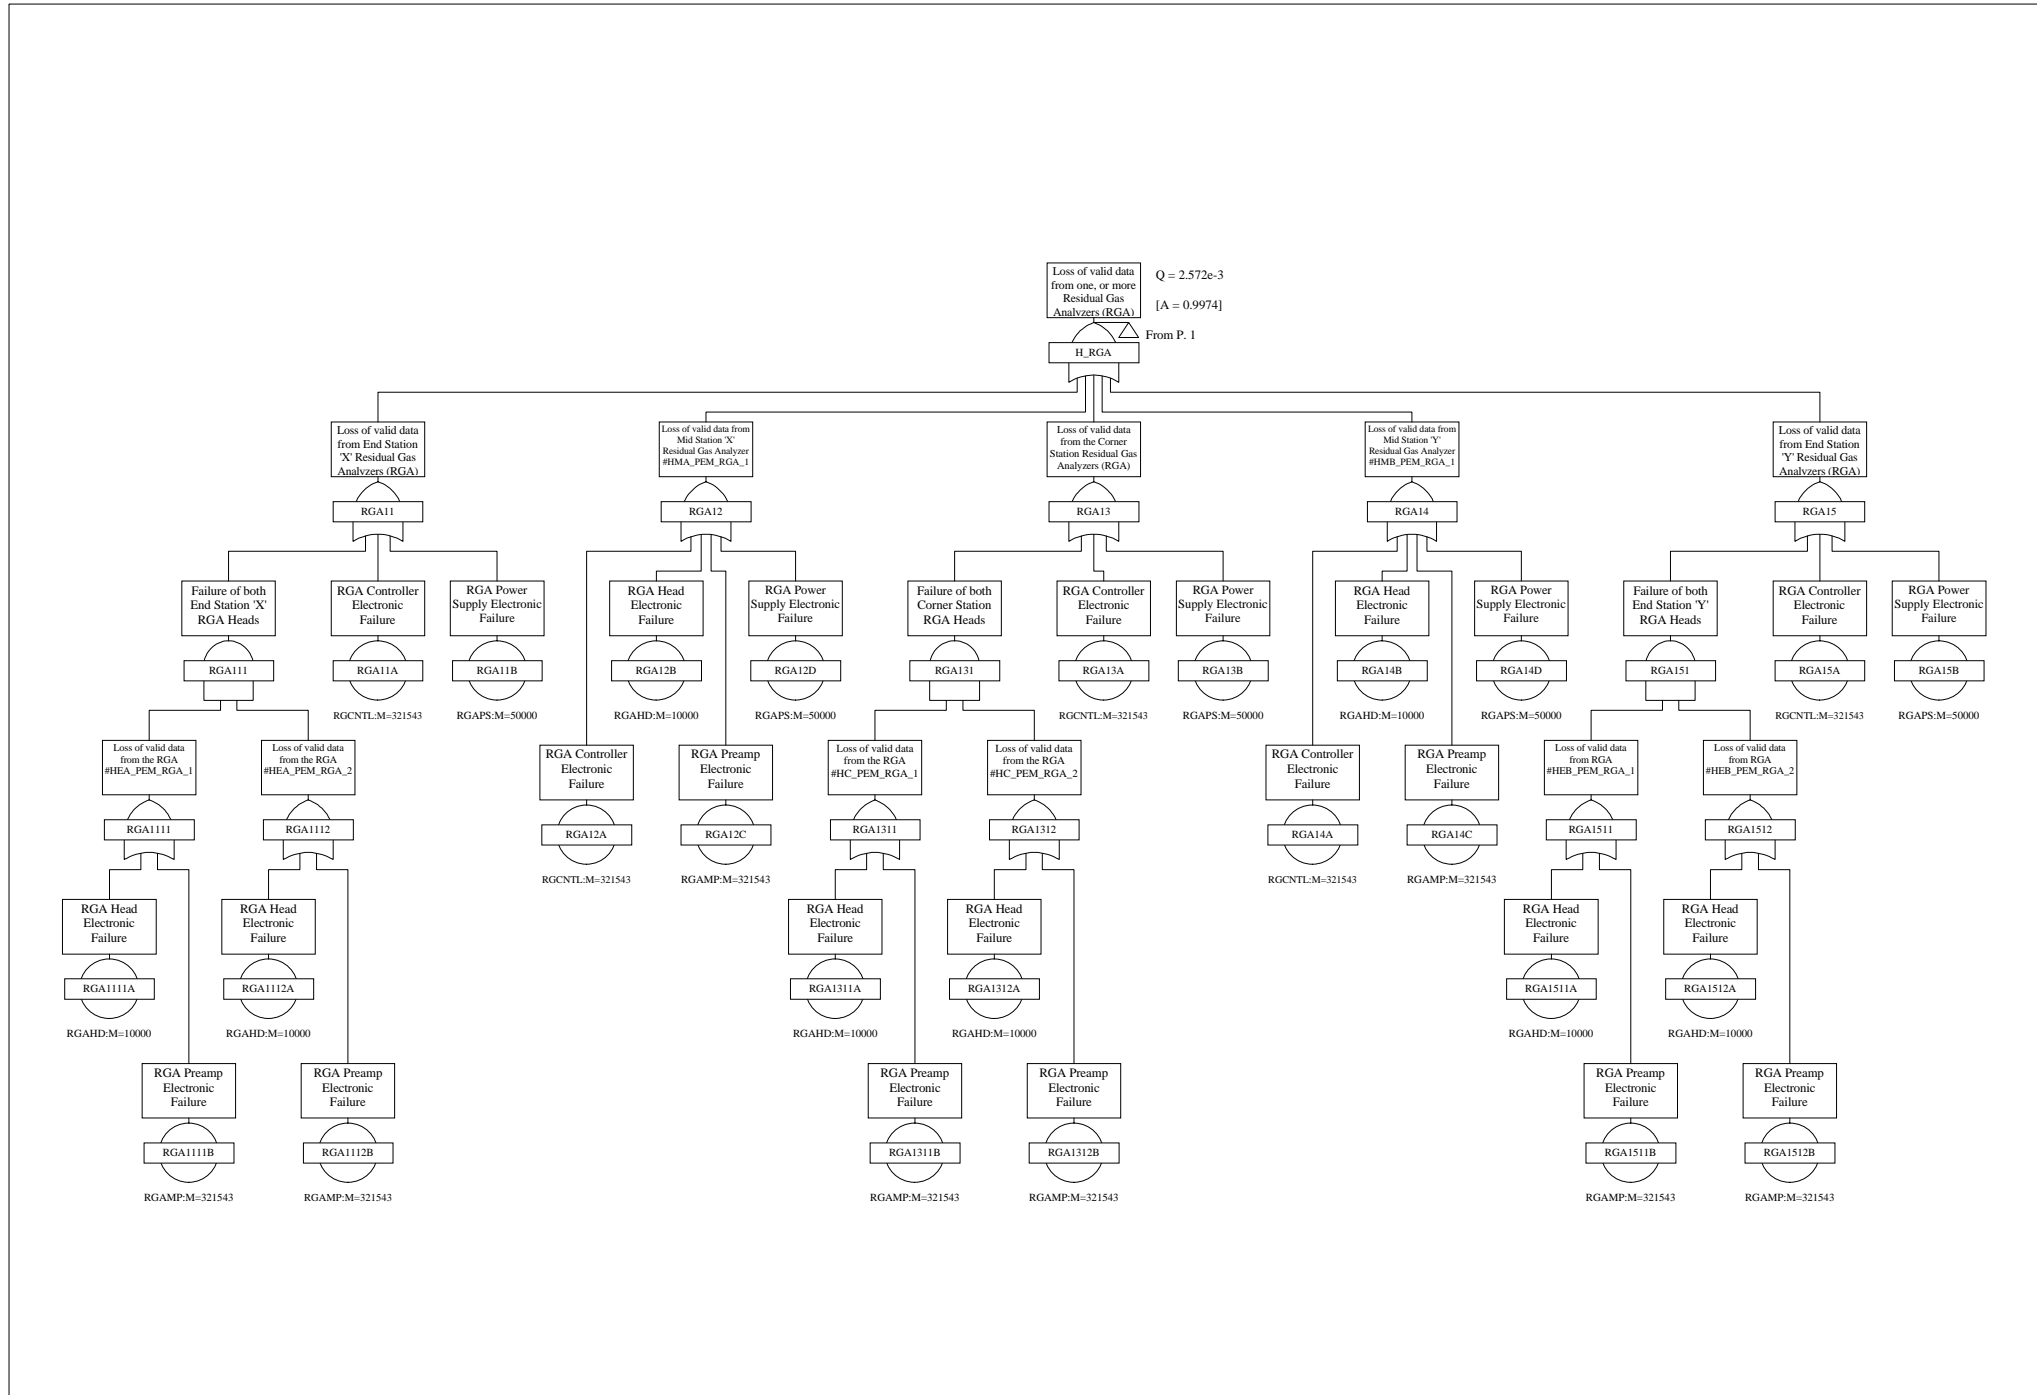 Loss of valid data
from one, or more
Residual Gas
Analyzers (RGA)
Q = 2.572e-3
[A = 0.9974]
From P. 1
H_RGA
Loss of valid data
from End Station
'X' Residual Gas
Analyzers (RGA)
RGA11
Loss of valid data from
Mid Station 'X'
Residual Gas Analyzer
#HMA_PEM_RGA_1
RGA12
Loss of valid data
from the Corner
Station Residual Gas
Analyzers (RGA)
RGA13
Loss of valid data from
Mid Station 'Y'
Residual Gas Analyzer
#HMB_PEM_RGA_1
RGA14
Loss of valid data
from End Station
'Y' Residual Gas
Analyzers (RGA)
RGA15
Failure of both
End Station 'X'
RGA Heads
RGA111
RGA Controller
Electronic
Failure
RGA11A
RGCNTL:M=321543
RGA Power
Supply Electronic
Failure
RGA11B
RGAPS:M=50000
RGA Head
Electronic
Failure
RGA12B
RGAHD:M=10000
RGA Power
Supply Electronic
Failure
RGA12D
RGAPS:M=50000
Failure of both
Corner Station
RGA Heads
RGA131
RGA Controller
Electronic
Failure
RGA13A
RGCNTL:M=321543
RGA Power
Supply Electronic
Failure
RGA13B
RGAPS:M=50000
RGA Head
Electronic
Failure
RGA14B
RGAHD:M=10000
RGA Power
Supply Electronic
Failure
RGA14D
RGAPS:M=50000
Failure of both
End Station 'Y'
RGA Heads
RGA151
RGA Controller
Electronic
Failure
RGA15A
RGCNTL:M=321543
RGA Power
Supply Electronic
Failure
RGA15B
RGAPS:M=50000
Loss of valid data
from the RGA
#HEA_PEM_RGA_1
RGA1111
Loss of valid data
from the RGA
#HEA_PEM_RGA_2
RGA1112
RGA Controller
Electronic
Failure
RGA12A
RGCNTL:M=321543
RGA Preamp
Electronic
Failure
RGA12C
RGAMP:M=321543
Loss of valid data
from the RGA
#HC_PEM_RGA_1
RGA1311
Loss of valid data
from the RGA
#HC_PEM_RGA_2
RGA1312
RGA Controller
Electronic
Failure
RGA14A
RGCNTL:M=321543
RGA Preamp
Electronic
Failure
RGA14C
RGAMP:M=321543
Loss of valid data
from RGA
#HEB_PEM_RGA_1
RGA1511
Loss of valid data
from RGA
#HEB_PEM_RGA_2
RGA1512
RGA Head
Electronic
Failure
RGA1111A
RGAHD:M=10000
RGA Head
Electronic
Failure
RGA1112A
RGAHD:M=10000
RGA Head
Electronic
Failure
RGA1311A
RGAHD:M=10000
RGA Head
Electronic
Failure
RGA1312A
RGAHD:M=10000
RGA Head
Electronic
Failure
RGA1511A
RGAHD:M=10000
RGA Head
Electronic
Failure
RGA1512A
RGAHD:M=10000
RGA Preamp
Electronic
Failure
RGA1111B
RGAMP:M=321543
RGA Preamp
Electronic
Failure
RGA1112B
RGAMP:M=321543
RGA Preamp
Electronic
Failure
RGA1311B
RGAMP:M=321543
RGA Preamp
Electronic
Failure
RGA1312B
RGAMP:M=321543
RGA Preamp
Electronic
Failure
RGA1511B
RGAMP:M=321543
RGA Preamp
Electronic
Failure
RGA1512B
RGAMP:M=321543